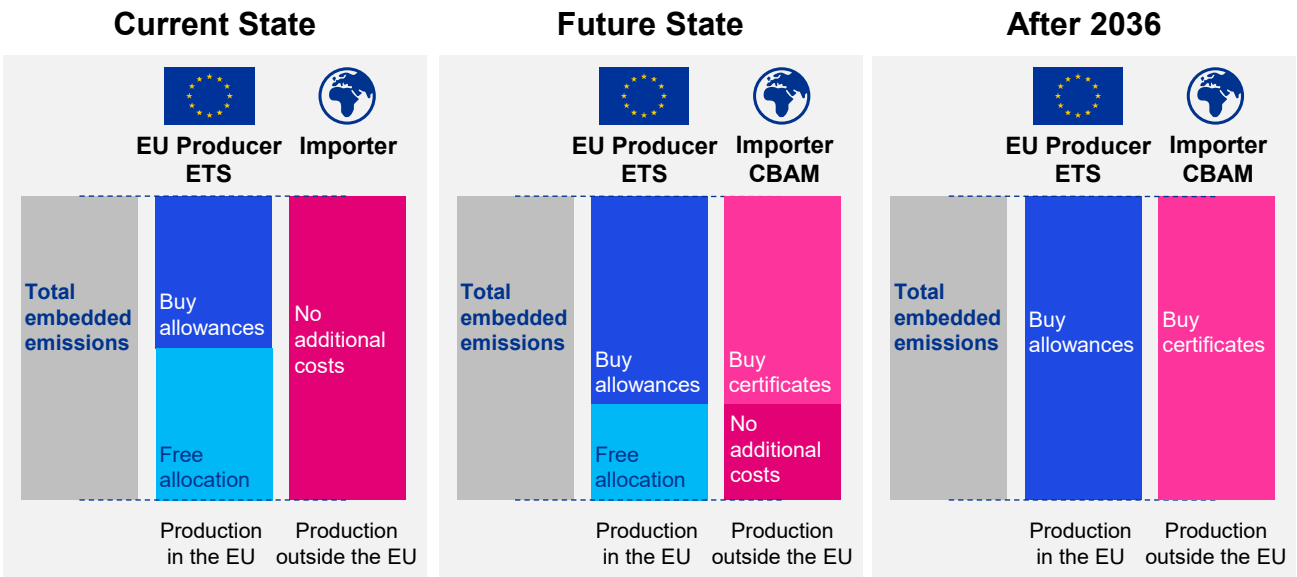 Current State
EU Producer
ETS
Importer
Total
embedded
emissions
Buy
allowances
Free
allocation
No
additional
costs
Production
in the EU
Production
outside the EU
Future State
EU Producer
ETS
Importer
CBAM
Total
embedded
emissions
Buy
allowances
Free
allocation
Buy
certificates
No
additional
costs
Production
in the EU
Production
outside the EU
After 2036
EU Producer
ETS
Importer
CBAM
Total
embedded
emissions
Buy
allowances
Buy
certificates
Production
in the EU
Production
outside the EU